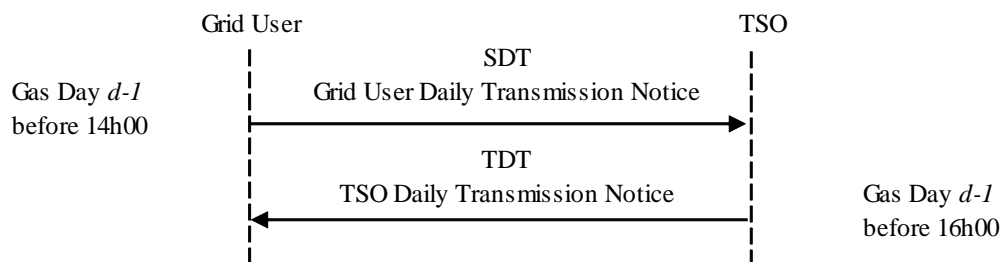 Grid User
TSO
SDT
Gas Day d-1
Grid User Daily Transmission Notice
before 14h00
TDT
TSO Daily Transmission Notice
Gas Day d-1
before 16h00